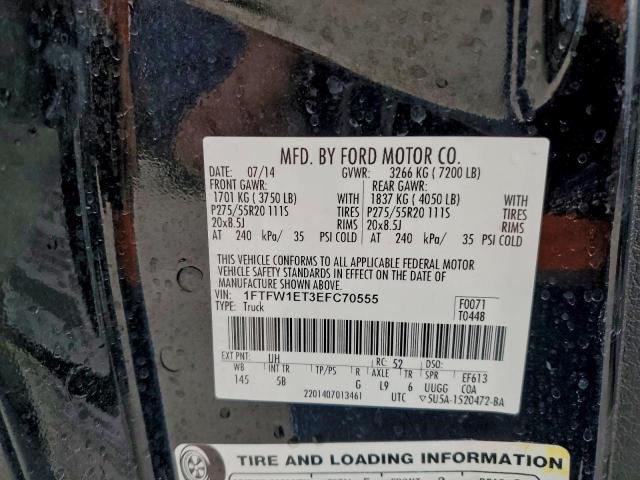 MFD. BY FORD MOTOR CO.
DATE: 07/14 GVWR: 3266 KG ( 7200 LB)
FRONT GAWR: REAR GAWR:
1701 KG ( 3750 LB) WITH 1837 KG ( 4050 LB) WITH
P275/55R20 111S TIRES P275/55R20 111S TIRES
20x8.5J RIMS 20x8.5J RIMS
AT 240 kPa/ 35 PSI COLD AT 240 kPa/ 35 PSI COLD
THIS VEHICLE CONFORMS TO ALL APPLICABLE FEDERAL MOTOR
VEHICLE SAFETY STANDARDS IN EFFECT ON THE DATE OF
MANUFACTURE SHOWN ABOVE.
VIN: 1FTFW1ET3EFC70555 F0071
TYPE: Truck T0448
EXT PNT: UH RC: 52 DSO:
WB INT TR TP/PS R AXLE TR SPR EF613
145 5B G L9 6 UUGG COA
2201407013461 UTC 5U5A-1520472-BA
TIRE AND LOADING INFORMATION